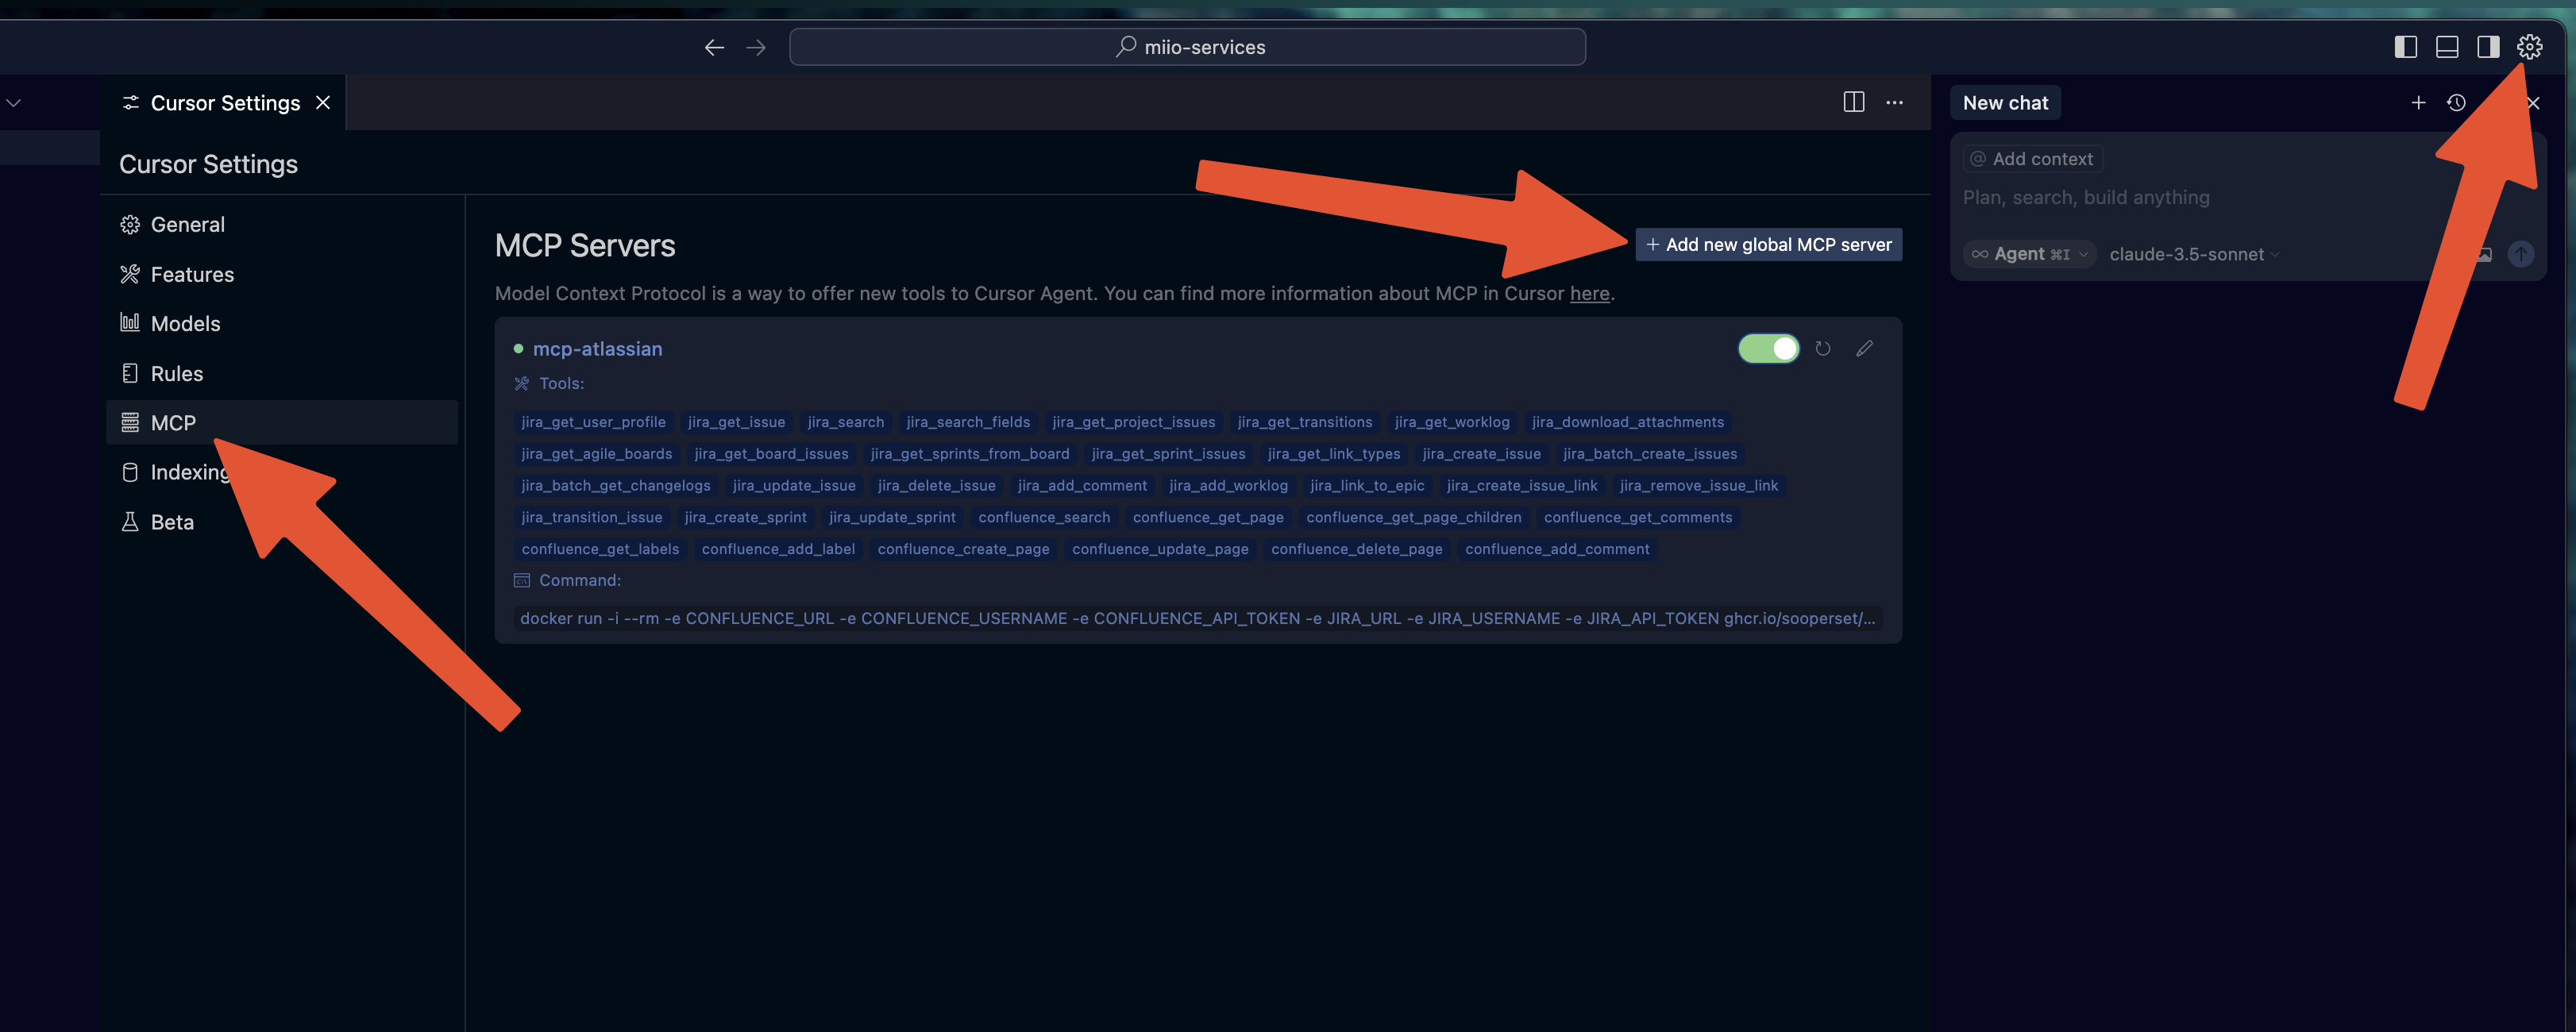 miio-services
Cursor Settings
New chat
Cursor Settings
Add context
Plan, search, build anything
Agent ⌘I
claude-3.5-sonnet
General
Features
Models
Rules
MCP
Indexing
Beta
MCP Servers
+ Add new global MCP server
Model Context Protocol is a way to offer new tools to Cursor Agent. You can find more information about MCP in Cursor here.
mcp-atlassian
Tools:
jira_get_user_profile jira_get_issue jira_search jira_search_fields jira_get_project_issues jira_get_transitions jira_get_worklog jira_download_attachments
jira_get_agile_boards jira_get_board_issues jira_get_sprints_from_board jira_get_sprint_issues jira_get_link_types jira_create_issue jira_batch_create_issues
jira_batch_get_changelogs jira_update_issue jira_delete_issue jira_add_comment jira_add_worklog jira_link_to_epic jira_create_issue_link jira_remove_issue_link
jira_transition_issue jira_create_sprint jira_update_sprint confluence_search confluence_get_page confluence_get_page_children confluence_get_comments
confluence_get_labels confluence_add_label confluence_create_page confluence_update_page confluence_delete_page confluence_add_comment
Command:
docker run -i --rm -e CONFLUENCE_URL -e CONFLUENCE_USERNAME -e CONFLUENCE_API_TOKEN -e JIRA_URL -e JIRA_USERNAME -e JIRA_API_TOKEN ghcr.io/sooperset/...